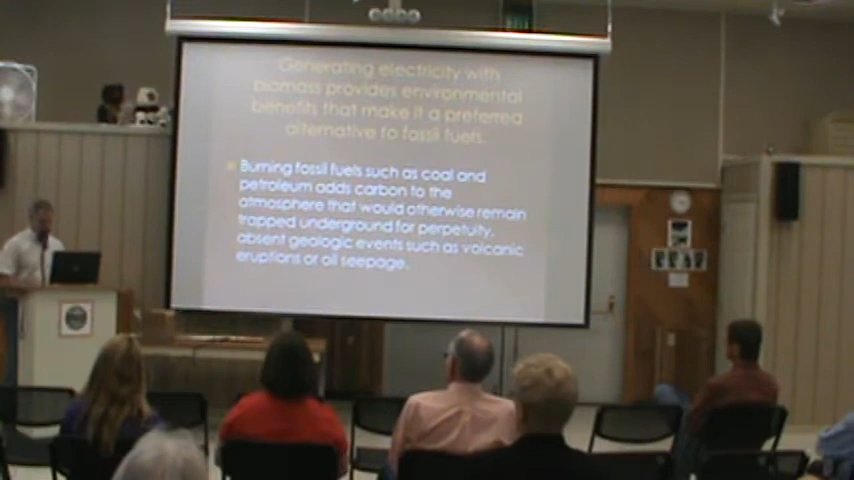 Generating electricity with
biomass provides environmental
benefits that make it a preferred
alternative to fossil fuels.
Burning fossil fuels such as coal and
petroleum adds carbon to the
atmosphere that would otherwise remain
trapped underground for perpetuity,
absent geologic events such as volcanic
eruptions or oil seepage.